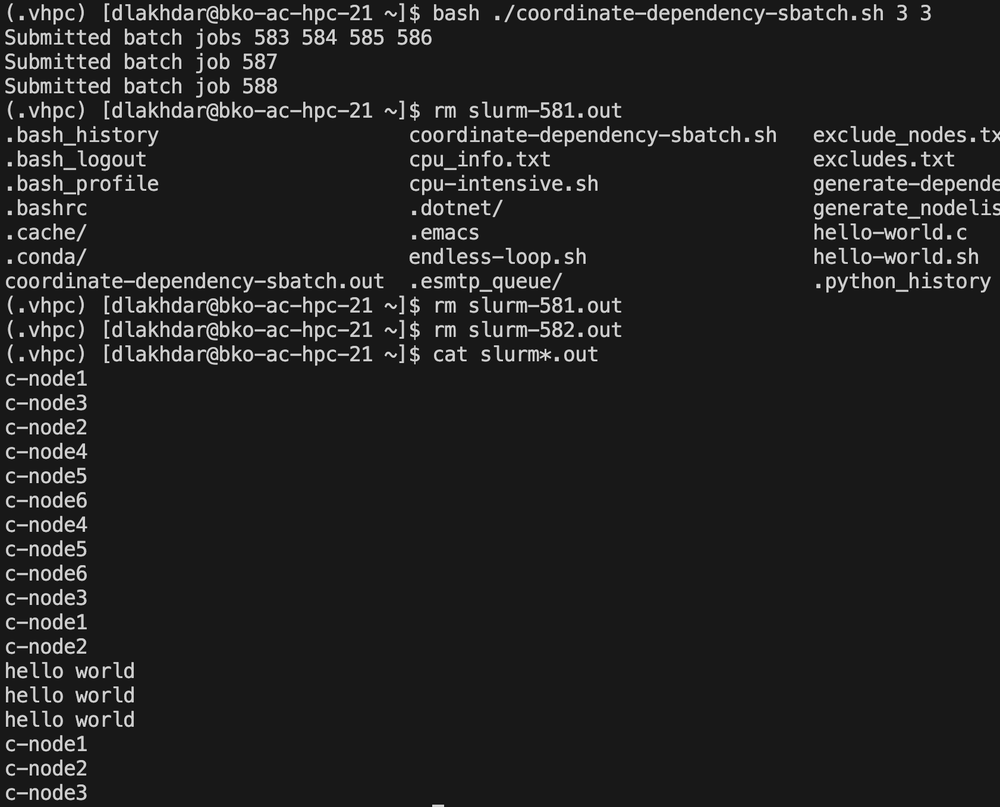 (.vhpc) [dlakhdar@bko-ac-hpc-21 ~]$ bash ./coordinate-dependency-sbatch.sh 3 3
Submitted batch jobs 583 584 585 586
Submitted batch job 587
Submitted batch job 588
(.vhpc) [dlakhdar@bko-ac-hpc-21 ~]$ rm slurm-581.out
.bash_history coordinate-dependency-sbatch.sh exclude_nodes.tx
.bash_logout cpu_info.txt excludes.txt
.bash_profile cpu-intensive.sh generate-depende
.bashrc .dotnet/ generate_nodelis
.cache/ .emacs hello-world.c
.conda/ endless-loop.sh hello-world.sh
coordinate-dependency-sbatch.out .esmtp_queue/ .python_history
(.vhpc) [dlakhdar@bko-ac-hpc-21 ~]$ rm slurm-581.out
(.vhpc) [dlakhdar@bko-ac-hpc-21 ~]$ rm slurm-582.out
(.vhpc) [dlakhdar@bko-ac-hpc-21 ~]$ cat slurm*.out
c-node1
c-node3
c-node2
c-node4
c-node5
c-node6
c-node4
c-node5
c-node6
c-node3
c-node1
c-node2
hello world
hello world
hello world
c-node1
c-node2
c-node3